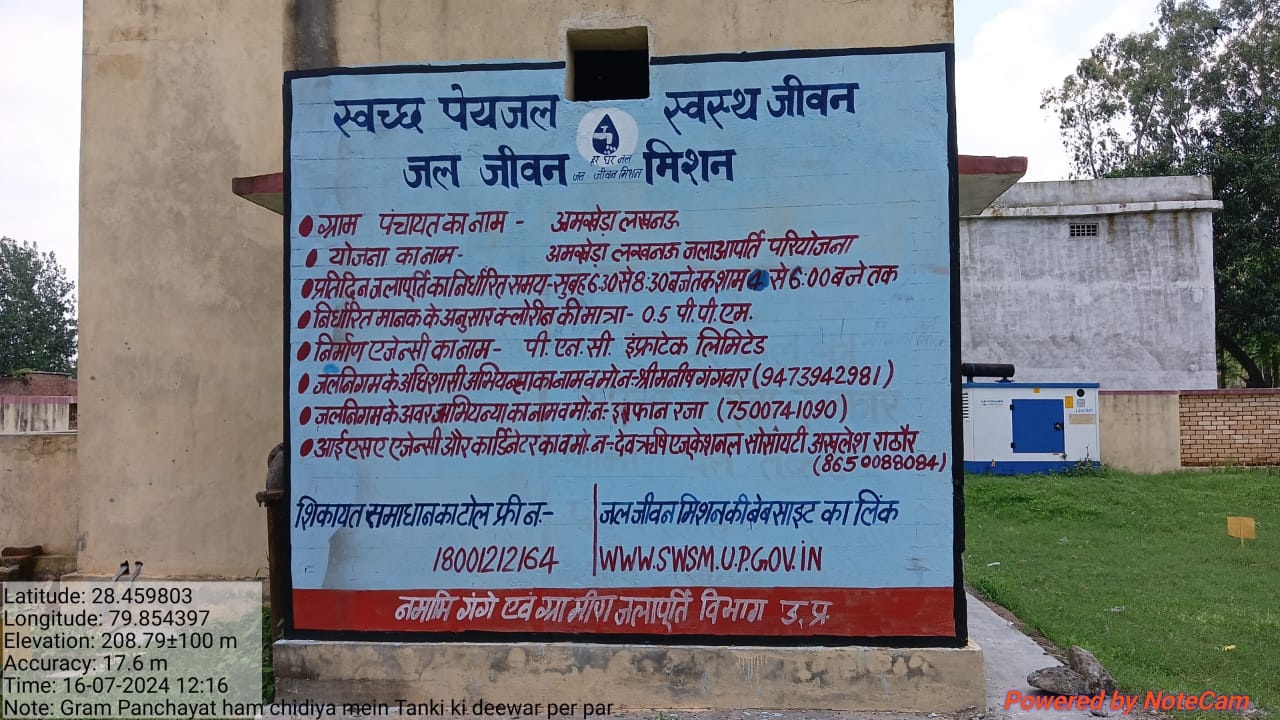 स्वच्छ पेयजल स्वस्थ जीवन
हर घर जल
जल जीवन मिशन
जल जीवन मिशन
● ग्राम पंचायत का नाम - अमखेड़ा लखनऊ
● योजना का नाम- अमखेड़ा लखनऊ जलाआपर्ति परियोजना
● प्रतिदिन जलापूर्ति का निर्धारित समय-सुबह 6:30 से 8:30 बजे तक शाम 4 से 6:00 बजे तक
● निर्धारित मानक के अनुसार क्लोरीन की मात्रा- 0.5 पी.पी.एम.
● निर्माण एजेन्सी का नाम- पी.एन.सी. इंफ्राटेक लिमिटेड
● जलनिगम के अधिशासी अभियन्सा का नाम व मो.न-श्री मनीष गंगवार (9473942981)
● जलनिगम के अवर अभियन्या का नाम व मो.न.- इरफान रजा (7500741090)
● आई एस ए एजेन्सी और कार्डिनेटर का व मो.न-देव ऋषि एजूकेशनल सोसायटी अखलेश राठौर
(8650088084)
शिकायत समाधान का टोल फ्री न.-
18001212164
जल जीवन मिशन की बेबसाइट का लिंक
WWW.SWSM.U.P.GOV.iN
नमामि गंगे एवं ग्रामीण जलापूर्ति विभाग उ.प्र.
Latitude: 28.459803
Longitude: 79.854397
Elevation: 208.79±100 m
Accuracy: 17.6 m
Time: 16-07-2024 12:16
Note: Gram Panchayat ham chidiya mein Tanki ki deewar per par
Powered by NoteCam